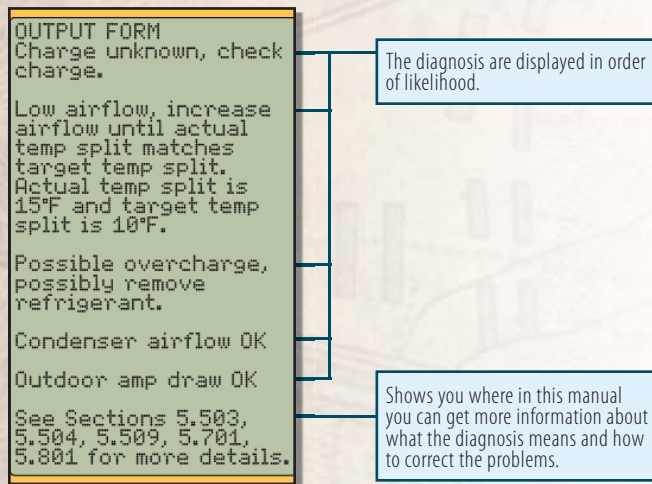 OUTPUT FORM
Charge unknown, check
charge.
Low airflow, increase
airflow until actual
temp split matches
target temp split.
Actual temp split is
15°F and target temp
split is 10°F.
Possible overcharge,
possibly remove
refrigerant.
Condenser airflow OK
Outdoor amp draw OK
See Sections 5.503,
5.504, 5.509, 5.701,
5.801 for more details.
The diagnosis are displayed in order
of likelihood.
Shows you where in this manual
you can get more information about
what the diagnosis means and how
to correct the problems.